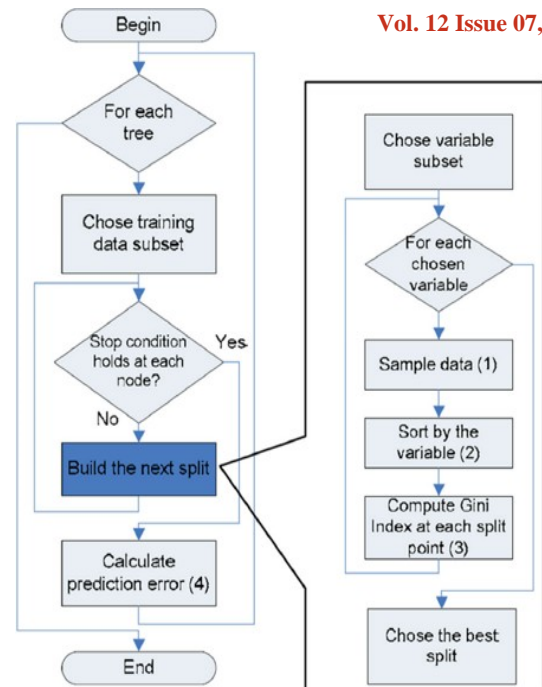 Begin
Vol. 12 Issue 07,
For each
tree
Chose training
data subset
Stop condition
holds at each
node?
Yes
No
Build the next split
Calculate
prediction error (4)
End
Chose variable
subset
For each
chosen
variable
Sample data (1)
Sort by the
variable (2)
Compute Gini
Index at each split
point (3)
Chose the best
split